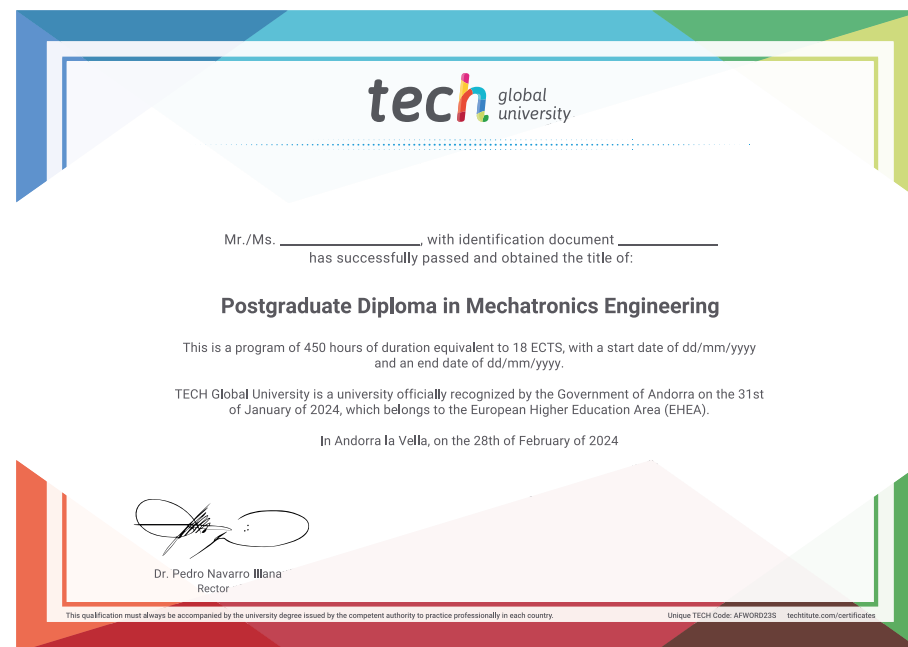 tech global
university
Mr./Ms. ____________, with identification document ____________
has successfully passed and obtained the title of:
Postgraduate Diploma in Mechatronics Engineering
This is a program of 450 hours of duration equivalent to 18 ECTS, with a start date of dd/mm/yyyy
and an end date of dd/mm/yyyy.
TECH Global University is a university officially recognized by the Government of Andorra on the 31st
of January of 2024, which belongs to the European Higher Education Area (EHEA).
In Andorra la Vella, on the 28th of February of 2024
Dr. Pedro Navarro Illana
Rector
This qualification must always be accompanied by the university degree issued by the competent authority to practice professionally in each country. Unique TECH Code: AFWORD23S techtitute.com/certificates